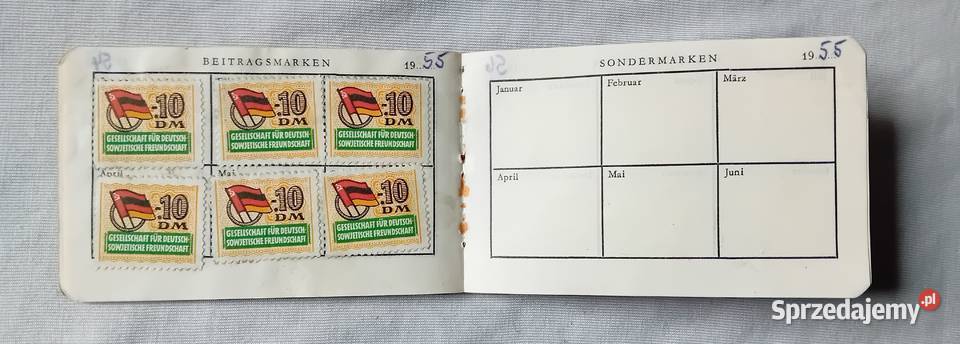 BEITRAGSMARKEN 19..55
-.10
DM
GESELLSCHAFT FÜR DEUTSCH-
SOWJETISCHE FREUNDSCHAFT
-.10
DM
GESELLSCHAFT FÜR DEUTSCH-
SOWJETISCHE FREUNDSCHAFT
-.10
DM
GESELLSCHAFT FÜR DEUTSCH-
SOWJETISCHE FREUNDSCHAFT
April Mai
-.10
DM
GESELLSCHAFT FÜR DEUTSCH-
SOWJETISCHE FREUNDSCHAFT
-.10
DM
GESELLSCHAFT FÜR DEUTSCH-
SOWJETISCHE FREUNDSCHAFT
-.10
DM
GESELLSCHAFT FÜR DEUTSCH-
SOWJETISCHE FREUNDSCHAFT
SONDERMARKEN 1955
Januar Februar März
April Mai Juni
Sprzedajemy.pl